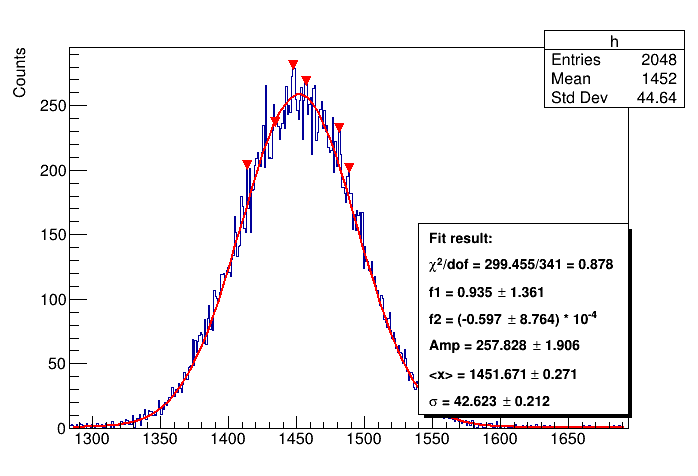 h
Entries 2048
Mean 1452
Std Dev 44.64
Counts
250
200
150
100
50
0
Fit result:
χ²/dof = 299.455/341 = 0.878
f1 = 0.935 ± 1.361
f2 = (-0.597 ± 8.764) * 10⁻⁴
Amp = 257.828 ± 1.906
<x> = 1451.671 ± 0.271
σ = 42.623 ± 0.212
1300 1350 1400 1450 1500 1550 1600 1650